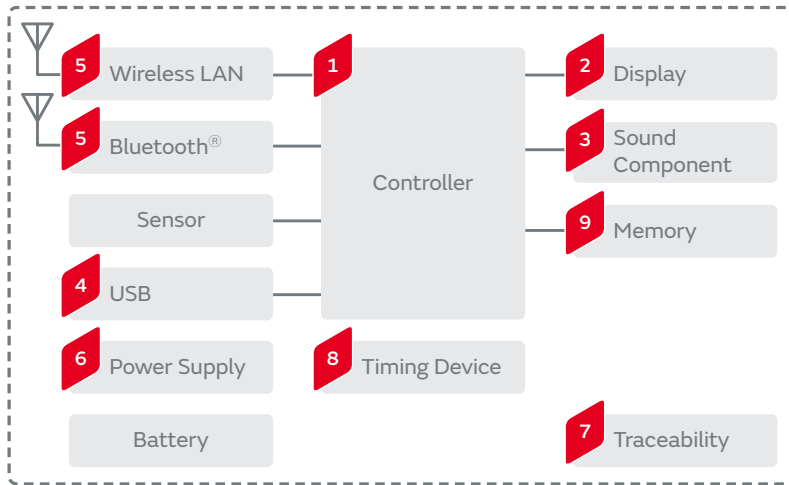 5 Wireless LAN
5 Bluetooth®
Sensor
4 USB
6 Power Supply
Battery
1
Controller
8 Timing Device
2 Display
3 Sound
Component
9 Memory
7 Traceability